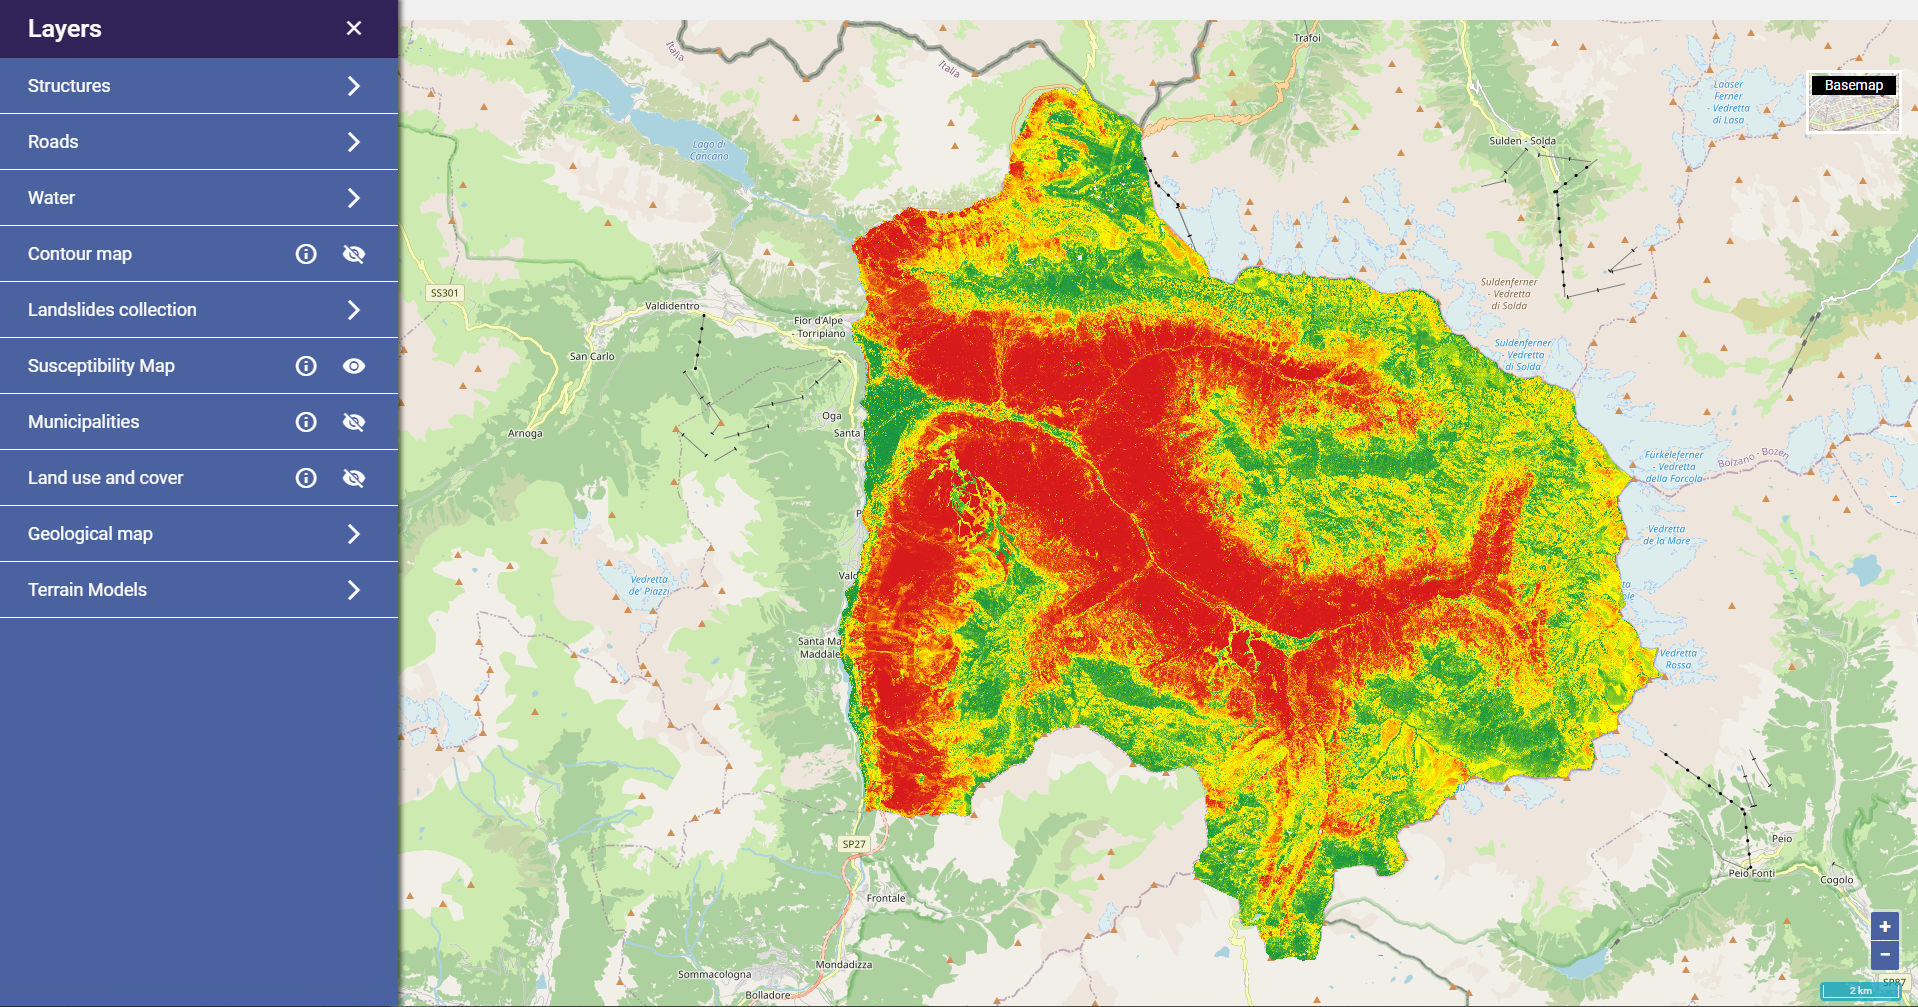 Layers
Structures
Roads
Water
Contour map
Landslides collection
Susceptibility Map
Municipalities
Land use and cover
Geological map
Terrain Models
Italia
Italia
Trafoi
Lago di
Cancano
Laaser
Ferner
- Vedretta
di Lasa
Basemap
Sulden - Solda
SS301
Valdidentro
Fior d'Alpe
- Torripiano
San Carlo
Suldenferner
- Vedretta
di Solda
Suldenferner
- Vedretta
di Solda
Oga
Santa
Arnoga
Fürkeleferner
- Vedretta
della Forcola
Bolzano - Bozen
Vedretta
de la Mare
Vedretta
de' Piazzi
Santa Ma
Maddale
Vedretta
Rossa
SP27
Frontale
Peio
Peio Fonti
Cogolo
Mondadizza
Sommacologna
Bolladore
+
−
SP87
2 km